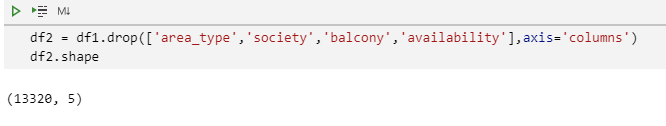 M↓
df2 = df1.drop(['area_type','society','balcony','availability'],axis='columns')
df2.shape
(13320, 5)